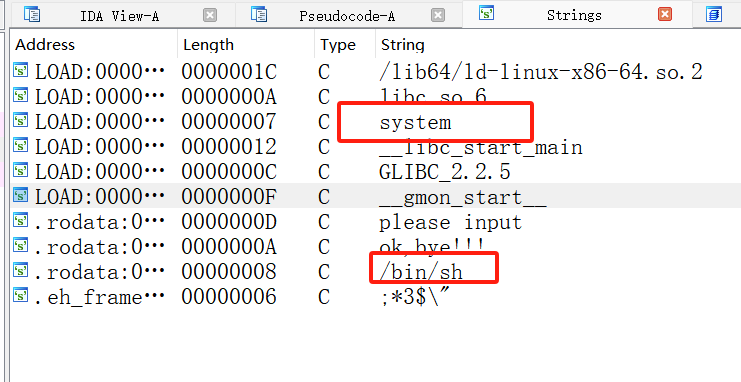 IDA View-A Pseudocode-A Strings
Address Length Type String
LOAD:0000… 0000001C C /lib64/ld-linux-x86-64.so.2
LOAD:0000… 0000000A C libc.so.6
LOAD:0000… 00000007 C system
LOAD:0000… 00000012 C __libc_start_main
LOAD:0000… 0000000C C GLIBC_2.2.5
LOAD:0000… 0000000F C __gmon_start__
.rodata:0… 0000000D C please input
.rodata:0… 0000000A C ok,bye!!!
.rodata:0… 00000008 C /bin/sh
.eh_frame… 00000006 C ;*3$\"